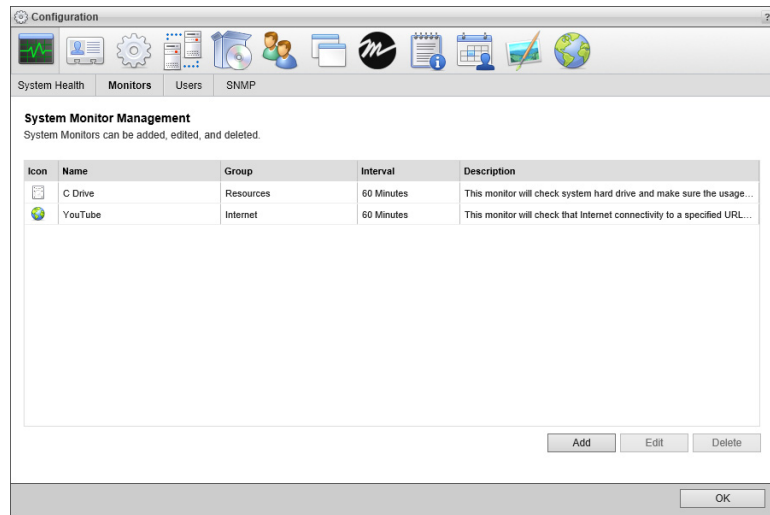 Configuration
?
System Health Monitors Users SNMP
System Monitor Management
System Monitors can be added, edited, and deleted.
Icon Name Group Interval Description
C Drive Resources 60 Minutes This monitor will check system hard drive and make sure the usage...
YouTube Internet 60 Minutes This monitor will check that Internet connectivity to a specified URL...
Add Edit Delete
OK